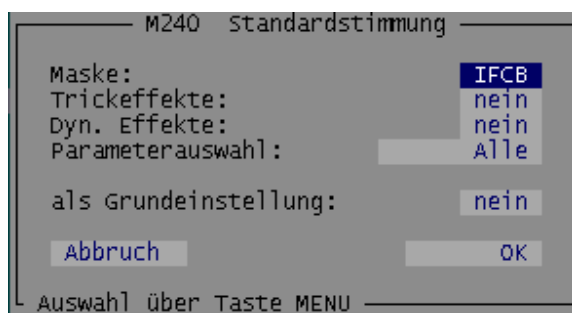 M240 Standardstimmung
Maske: IFCB
Trickeffekte: nein
Dyn. Effekte: nein
Parameterauswahl: Alle
als Grundeinstellung: nein
Abbruch OK
Auswahl über Taste MENU